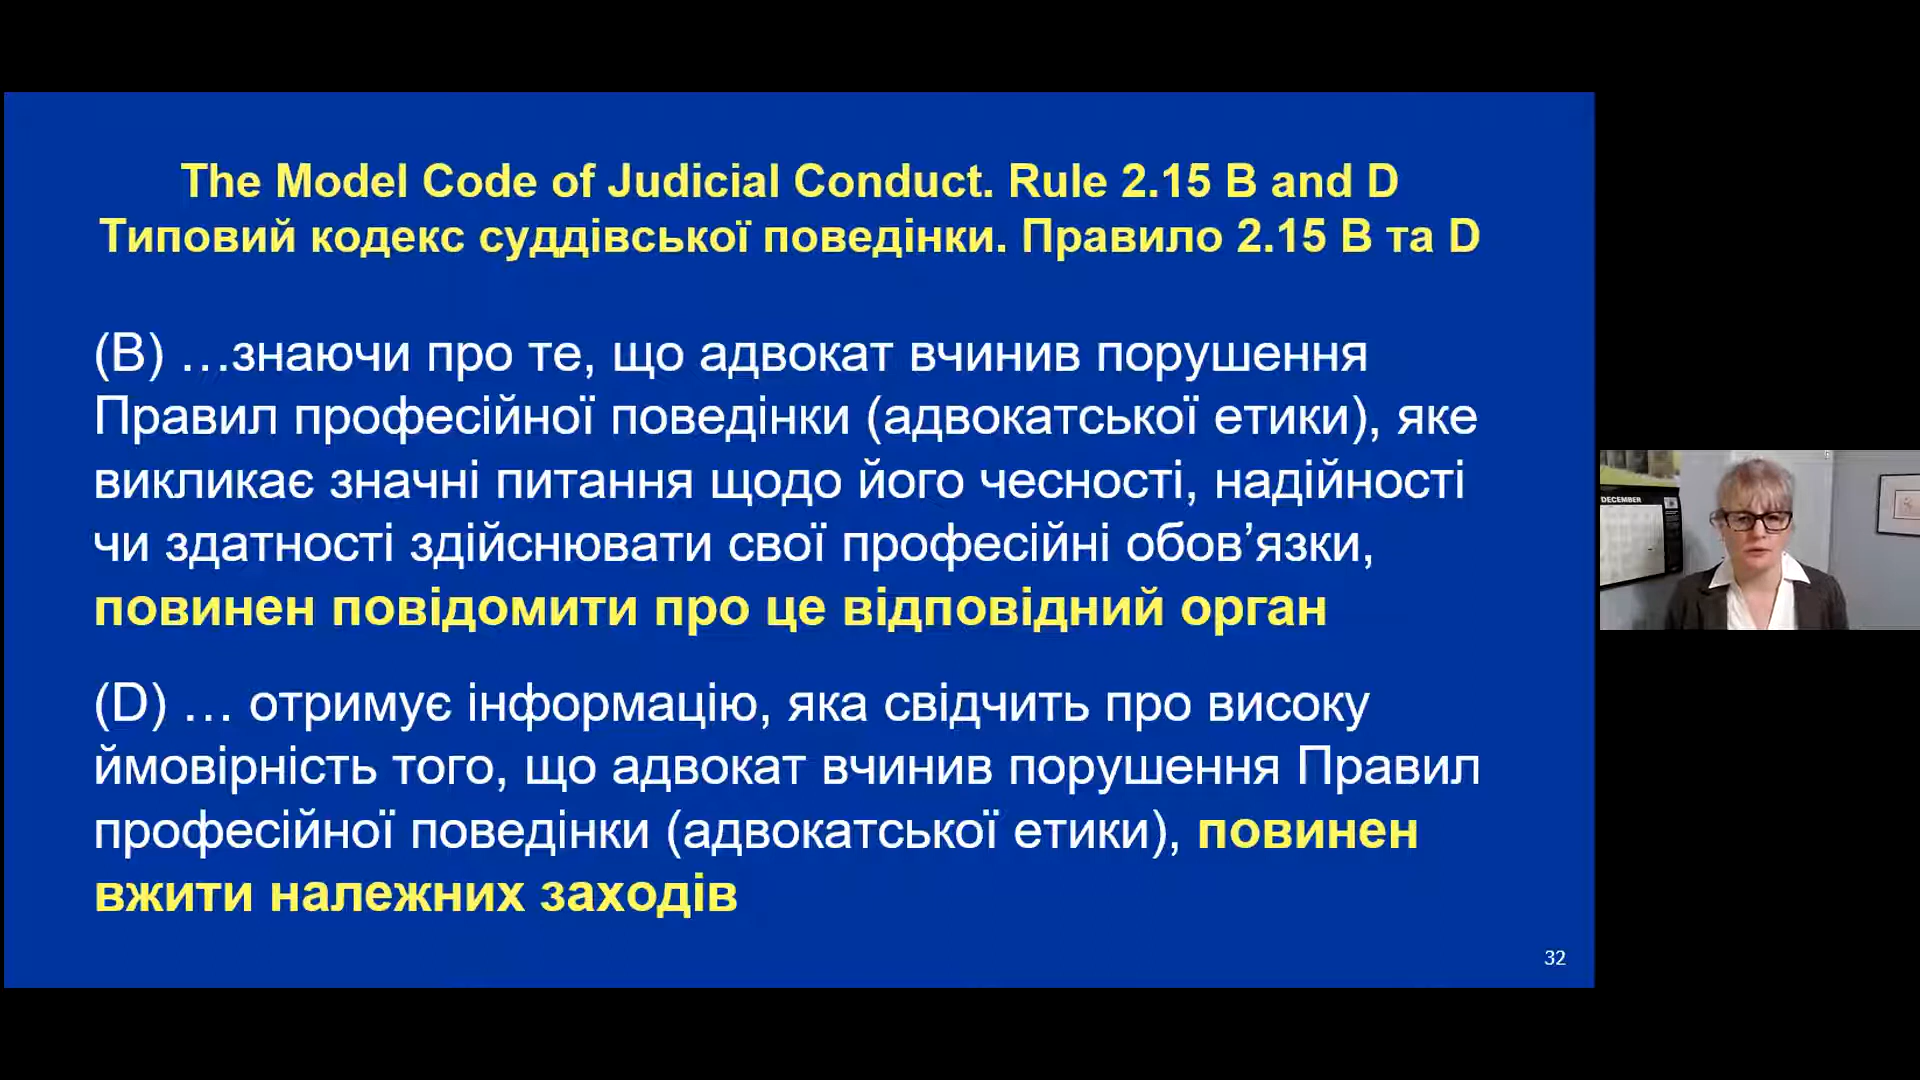 The Model Code of Judicial Conduct. Rule 2.15 B and D
Типовий кодекс суддівської поведінки. Правило 2.15 B та D
(B) …знаючи про те, що адвокат вчинив порушення
Правил професійної поведінки (адвокатської етики), яке
викликає значні питання щодо його чесності, надійності
чи здатності здійснювати свої професійні обов’язки,
повинен повідомити про це відповідний орган
(D) … отримує інформацію, яка свідчить про високу
ймовірність того, що адвокат вчинив порушення Правил
професійної поведінки (адвокатської етики), повинен
вжити належних заходів
32
DECEMBER